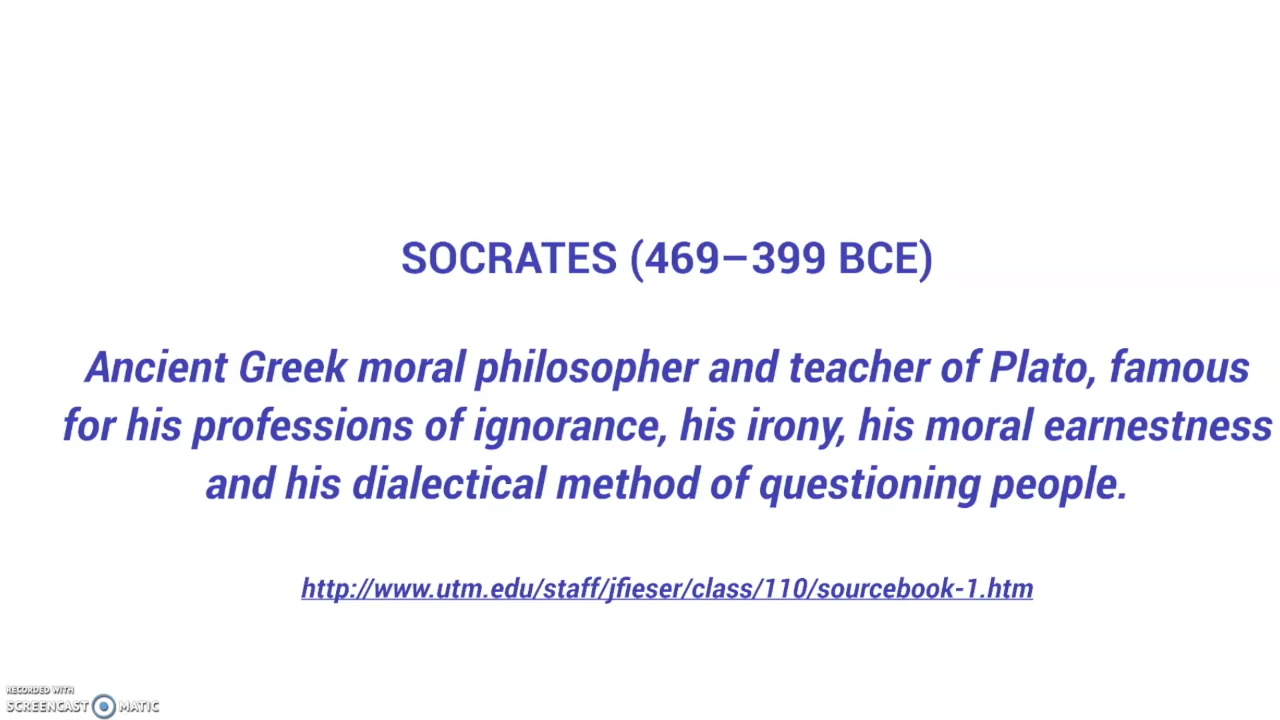 SOCRATES (469–399 BCE)
Ancient Greek moral philosopher and teacher of Plato, famous
for his professions of ignorance, his irony, his moral earnestness
and his dialectical method of questioning people.
http://www.utm.edu/staff/jfieser/class/110/sourcebook-1.htm
RECORDED WITH
SCREENCAST MATIC